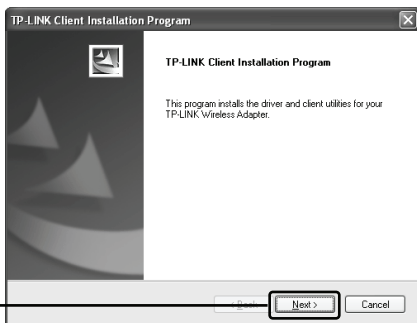 TP-LINK Client Installation Program
TP-LINK Client Installation Program
This program installs the driver and client utilities for your
TP-LINK Wireless Adapter.
< Back
Next >
Cancel